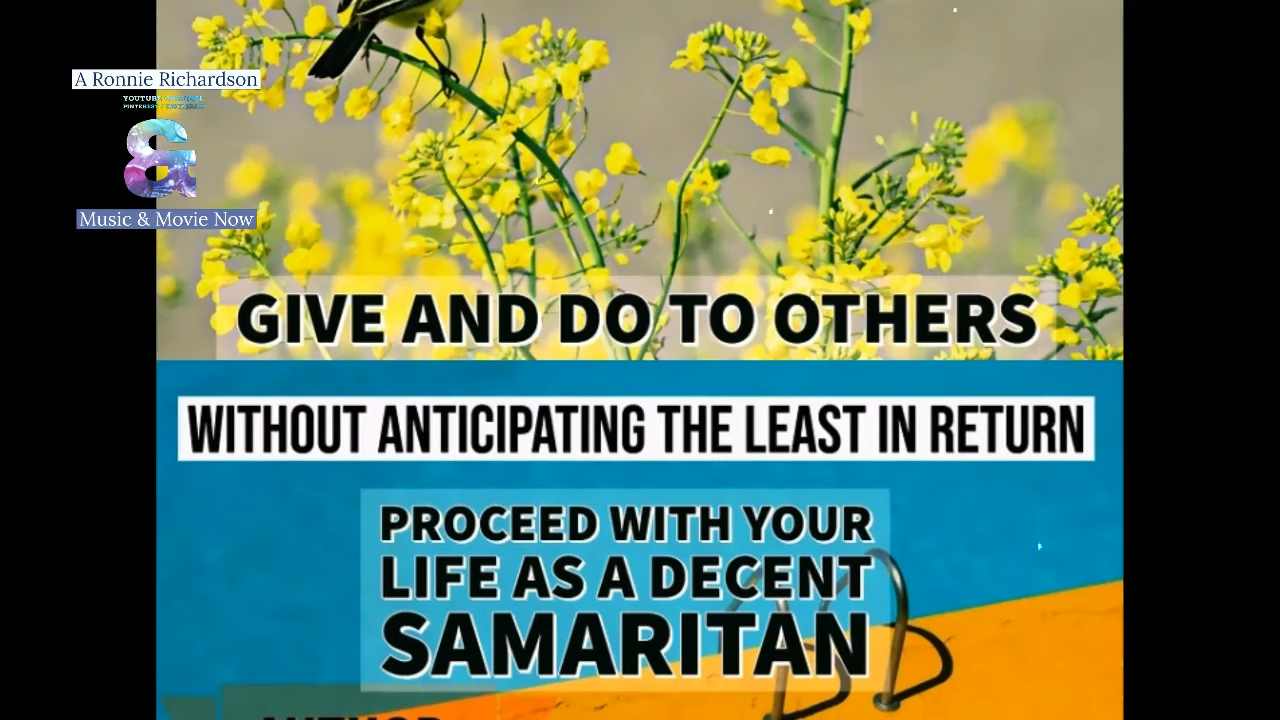 A Ronnie Richardson
&
Music & Movie Now
GIVE AND DO TO OTHERS
WITHOUT ANTICIPATING THE LEAST IN RETURN
PROCEED WITH YOUR
LIFE AS A DECENT
SAMARITAN